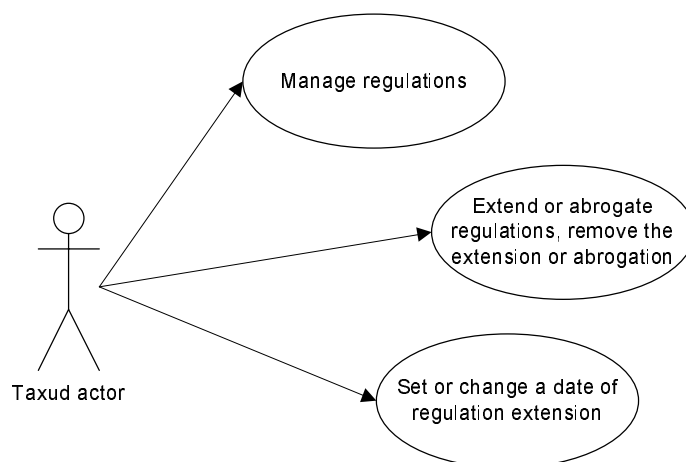 Manage regulations
Extend or abrogate
regulations, remove the
extension or abrogation
Taxud actor
Set or change a date of
regulation extension